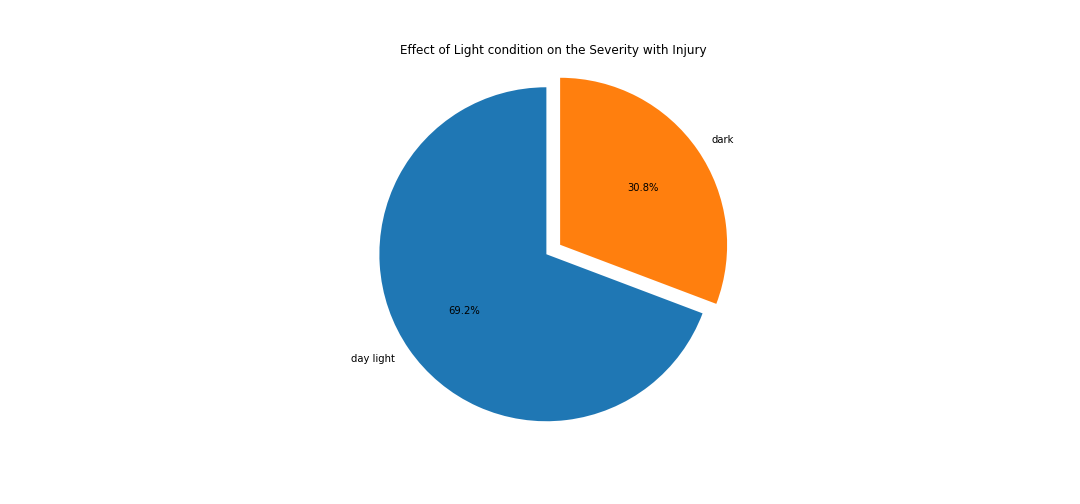 Effect of Light condition on the Severity with Injury
dark
30.8%
69.2%
day light